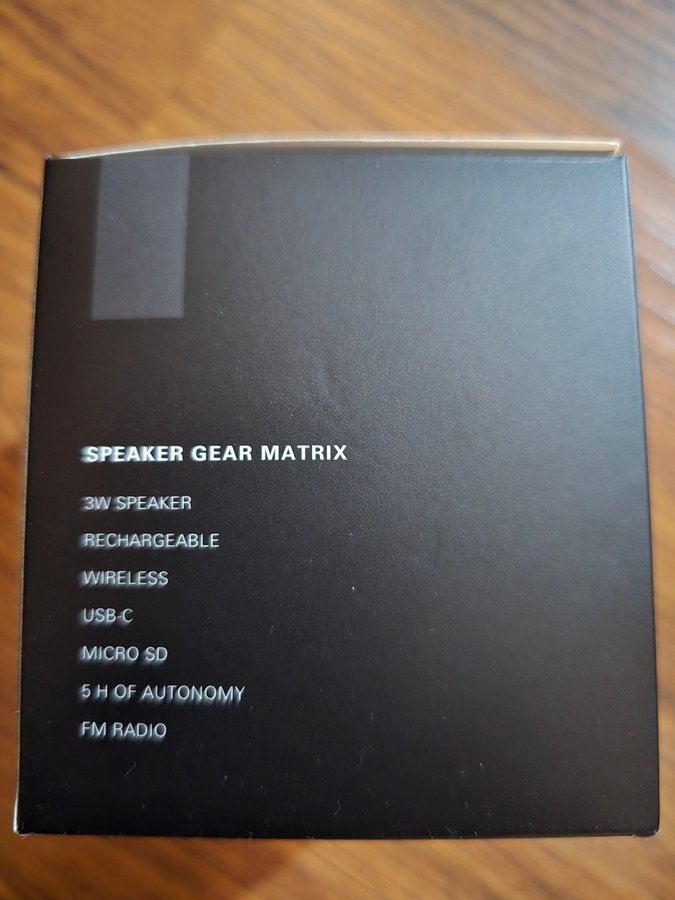 SPEAKER GEAR MATRIX
3W SPEAKER
RECHARGEABLE
WIRELESS
USB-C
MICRO SD
5 H OF AUTONOMY
FM RADIO